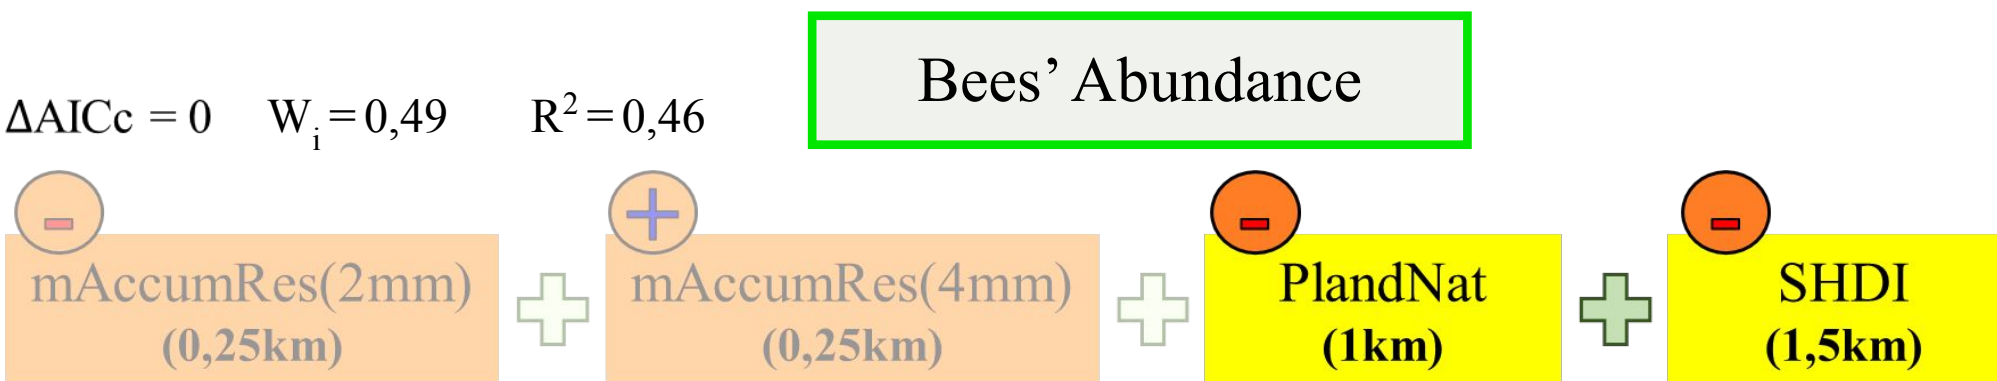 Bees’ Abundance
ΔAICc = 0 Wi = 0,49 R² = 0,46
- + - -
mAccumRes(2mm) + mAccumRes(4mm) + PlandNat + SHDI
(0,25km) (0,25km) (1km) (1,5km)